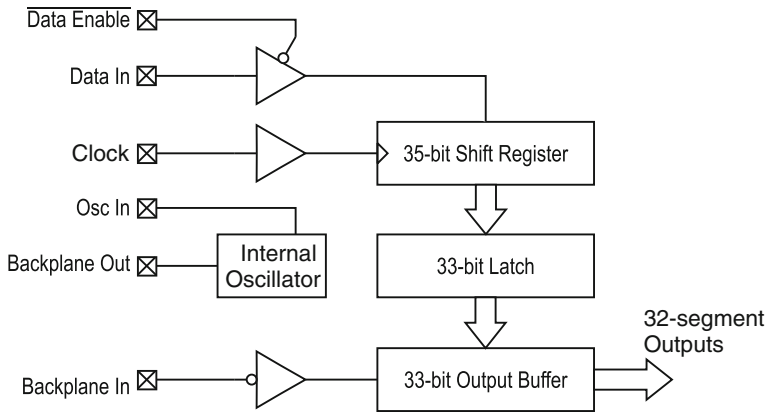 Data Enable
Data In
Clock
35-bit Shift Register
Osc In
Internal
Oscillator
Backplane Out
33-bit Latch
32-segment
Outputs
Backplane In
33-bit Output Buffer